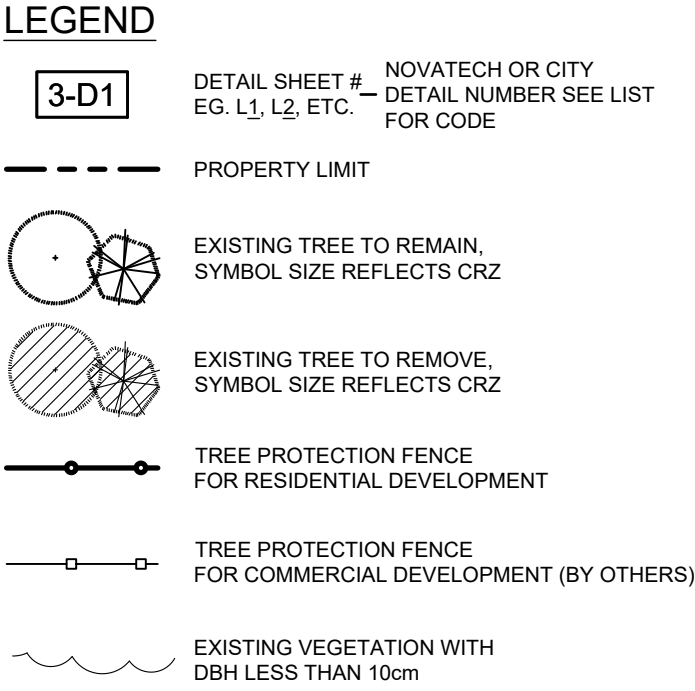 LEGEND
3-D1
DETAIL SHEET #
EG. L1, L2, ETC.
NOVATECH OR CITY
DETAIL NUMBER SEE LIST
FOR CODE
PROPERTY LIMIT
EXISTING TREE TO REMAIN,
SYMBOL SIZE REFLECTS CRZ
EXISTING TREE TO REMOVE,
SYMBOL SIZE REFLECTS CRZ
TREE PROTECTION FENCE
FOR RESIDENTIAL DEVELOPMENT
TREE PROTECTION FENCE
FOR COMMERCIAL DEVELOPMENT (BY OTHERS)
EXISTING VEGETATION WITH
DBH LESS THAN 10cm